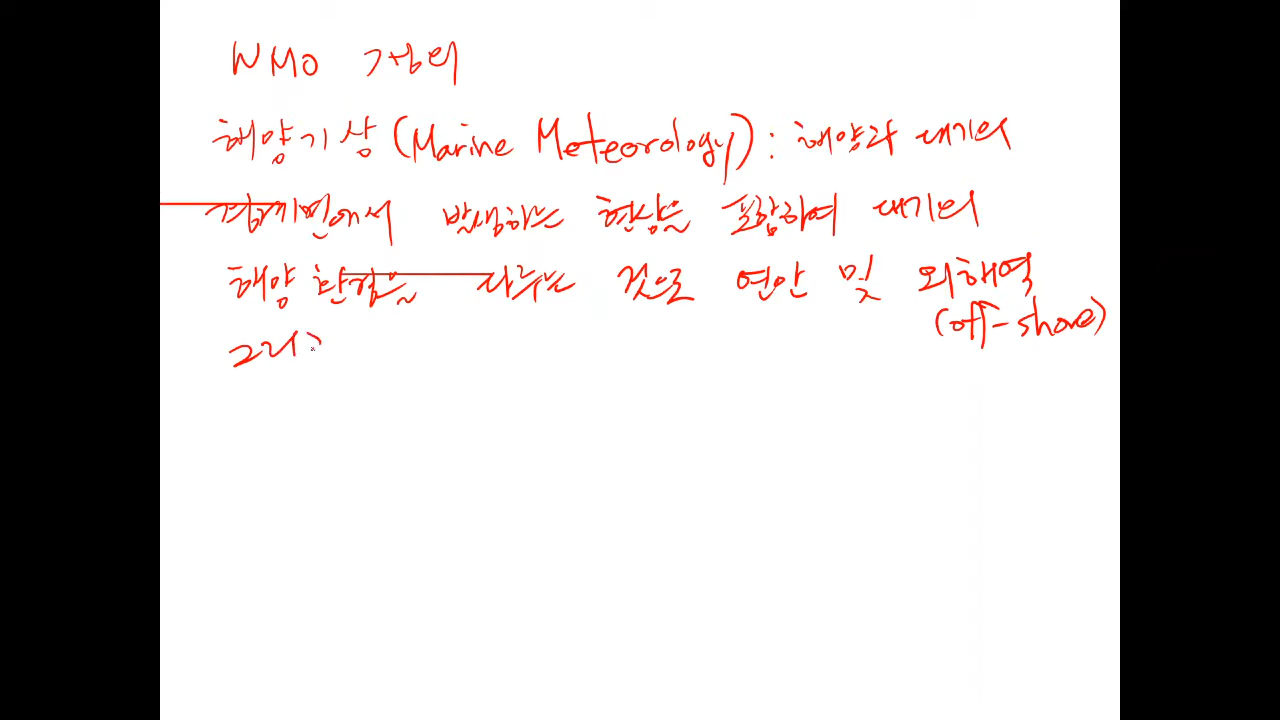 WMO 정의
해양기상 (Marine Meteorology) : 해양과 대기의
경계면에서 발생하는 현상을 포함하여 대기의
해양 환경을 다루는 것으로 연안 및 외해역
(off-shore)
그리